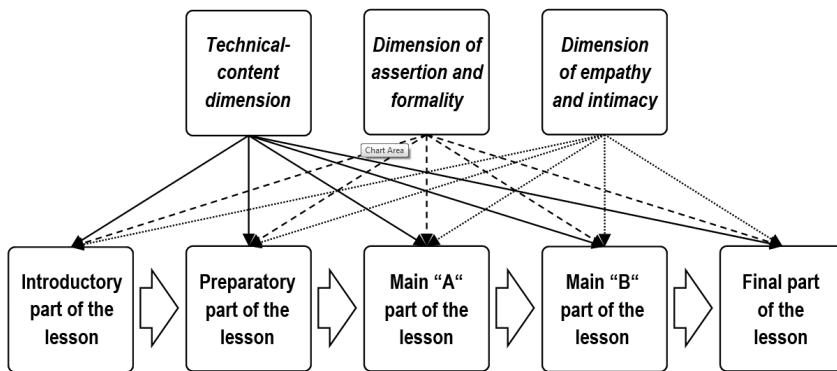 Technical-
content
dimension
Dimension of
assertion and
formality
Dimension
of empathy
and intimacy
Chart Area
Introductory
part of the
lesson
Preparatory
part of the
lesson
Main “A“
part of the
lesson
Main “B“
part of the
lesson
Final part
of the
lesson